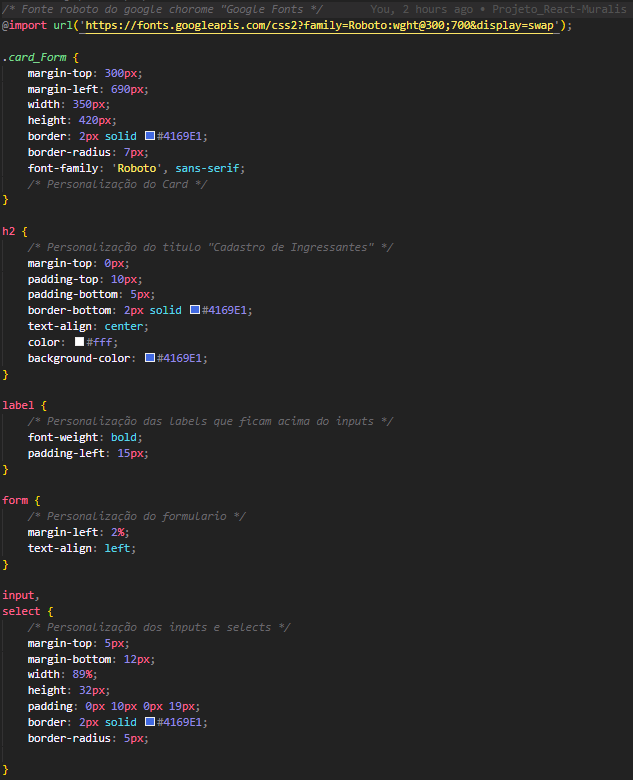 /* Fonte roboto do google chorome "Google Fonts */ You, 2 hours ago • Projeto_React-Muralis
@import url('https://fonts.googleapis.com/css2?family=Roboto:wght@300;700&display=swap');
.card_Form {
margin-top: 300px;
margin-left: 690px;
width: 350px;
height: 420px;
border: 2px solid #4169E1;
border-radius: 7px;
font-family: 'Roboto', sans-serif;
/* Personalização do Card */
}
h2 {
/* Personalização do titulo "Cadastro de Ingressantes" */
margin-top: 0px;
padding-top: 10px;
padding-bottom: 5px;
border-bottom: 2px solid #4169E1;
text-align: center;
color: #fff;
background-color: #4169E1;
}
label {
/* Personalização das labels que ficam acima do inputs */
font-weight: bold;
padding-left: 15px;
}
form {
/* Personalização do formulario */
margin-left: 2%;
text-align: left;
}
input,
select {
/* Personalização dos inputs e selects */
margin-top: 5px;
margin-bottom: 12px;
width: 89%;
height: 32px;
padding: 0px 10px 0px 19px;
border: 2px solid #4169E1;
border-radius: 5px;
}